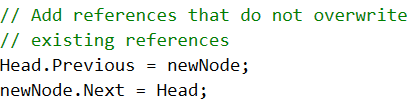 // Add references that do not overwrite
// existing references
Head.Previous = newNode;
newNode.Next = Head;